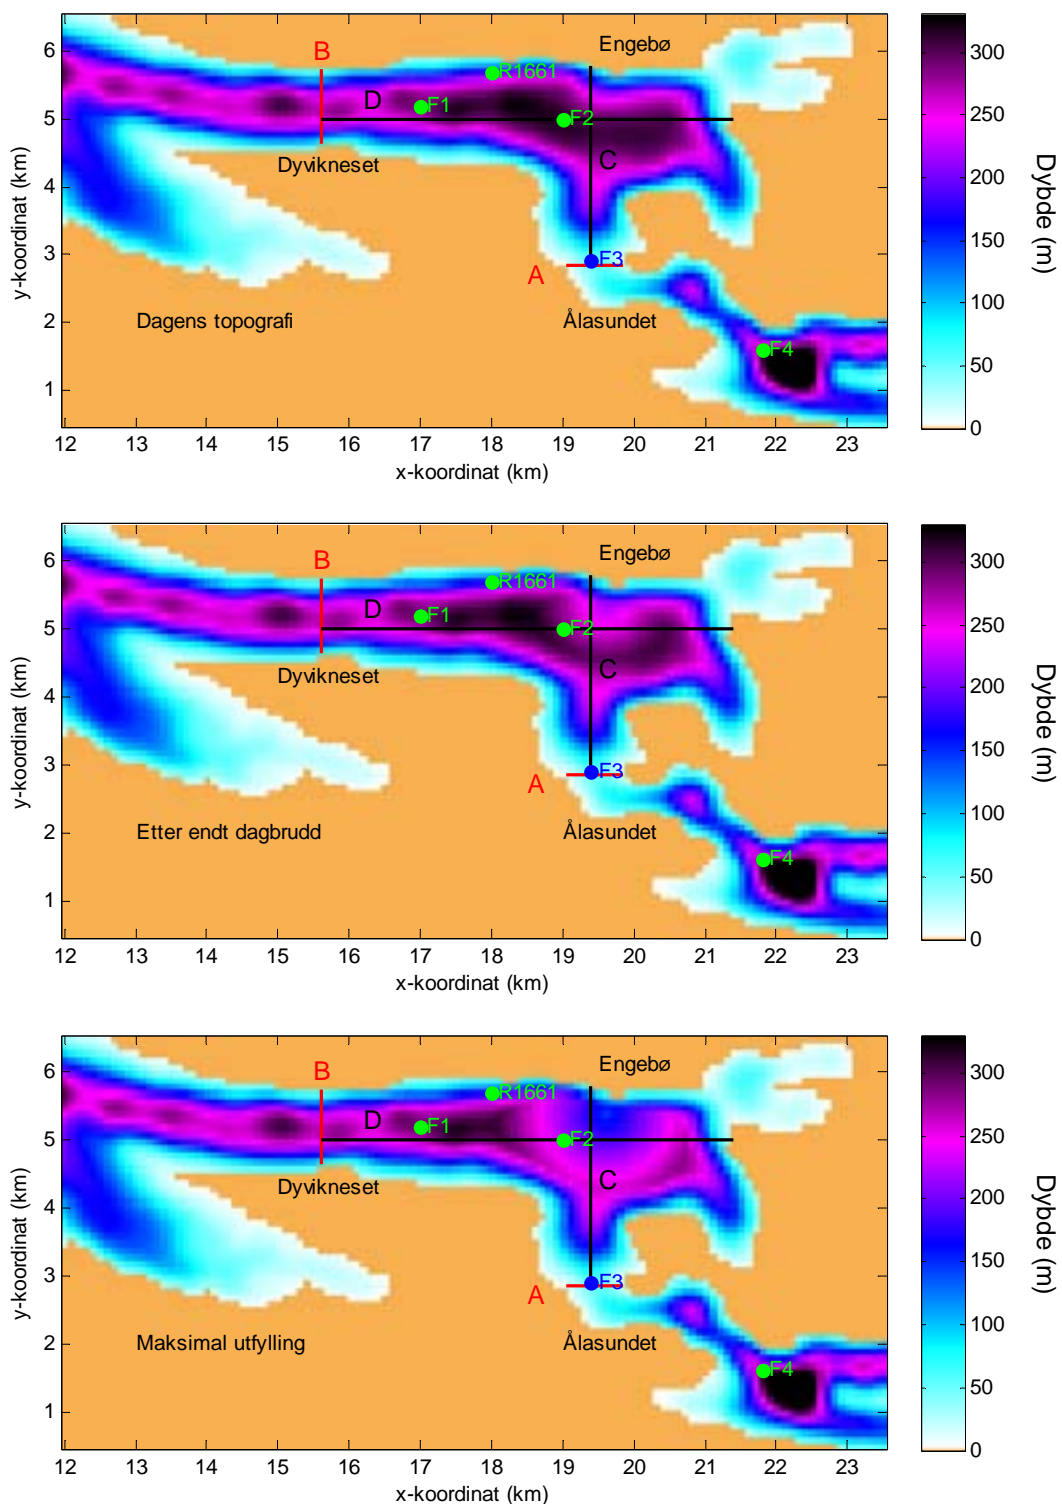 Engebø
B
R1661
D
F1
F2
C
Dyvikneset
F3
A
Dagens topografi
Ålasundet
F4
y-koordinat (km)
6
5
4
3
2
1
12 13 14 15 16 17 18 19 20 21 22 23
x-koordinat (km)
300
250
200
150
100
50
0
Dybde (m)
Engebø
B
R1661
D
F1
F2
C
Dyvikneset
F3
A
Etter endt dagbrudd
Ålasundet
F4
y-koordinat (km)
6
5
4
3
2
1
12 13 14 15 16 17 18 19 20 21 22 23
x-koordinat (km)
300
250
200
150
100
50
0
Dybde (m)
Engebø
B
R1661
D
F1
F2
C
Dyvikneset
F3
A
Maksimal utfylling
Ålasundet
F4
y-koordinat (km)
6
5
4
3
2
1
12 13 14 15 16 17 18 19 20 21 22 23
x-koordinat (km)
300
250
200
150
100
50
0
Dybde (m)